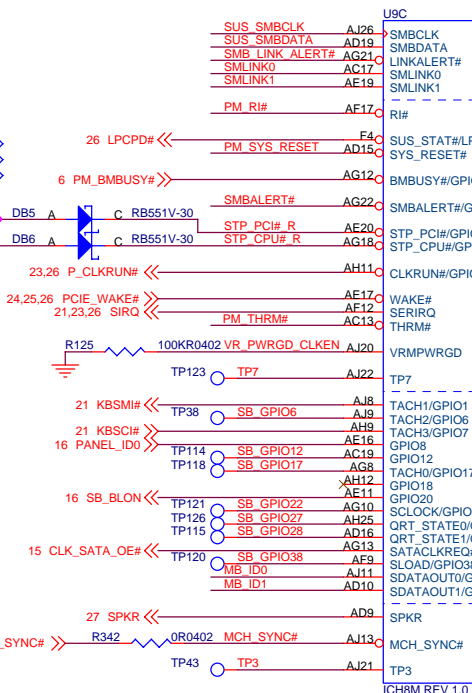 U9C
SUS_SMBCLK AJ26 SMBCLK
SUS_SMBDATA AD19 SMBDATA
SMB_LINK_ALERT# AG21 LINKALERT#
SMLINK0 AC17 SMLINK0
SMLINK1 AE19 SMLINK1
PM_RI# AF17 RI#
26 LPCPD# F4 SUS_STAT#/LP
PM_SYS_RESET AD15 SYS_RESET#
6 PM_BMBUSY# AG12 BMBUSY#/GPI
SMBALERT# AG22 SMBALERT#/G
DB5 A C RB551V-30 STP_PCI#_R AE20 STP_PCI#/GPI
DB6 A C RB551V-30 STP_CPU#_R AG18 STP_CPU#/GP
23,26 P_CLKRUN# AH11 CLKRUN#/GPI
24,25,26 PCIE_WAKE# AE17 WAKE#
21,23,26 SIRQ AF12 SERIRQ
PM_THRM# AC13 THRM#
R125 100KR0402 VR_PWRGD_CLKEN AJ20 VRMPWRGD
TP123 TP7 AJ22 TP7
21 KBSMI# AJ8 TACH1/GPIO1
TP38 SB_GPIO6 AJ9 TACH2/GPIO6
21 KBSCI# AH9 TACH3/GPIO7
16 PANEL_ID0 AE16 GPIO8
TP114 SB_GPIO12 AC19 GPIO12
TP118 SB_GPIO17 AG8 TACH0/GPIO17
AH12 GPIO18
16 SB_BLON AE11 GPIO20
TP121 SB_GPIO22 AG10 SCLOCK/GPIO
TP126 SB_GPIO27 AH25 QRT_STATE0/
TP115 SB_GPIO28 AD16 QRT_STATE1/
15 CLK_SATA_OE# AG13 SATACLKREQ
TP120 SB_GPIO38 AF9 SLOAD/GPIO38
MB_ID0 AJ11 SDATAOUT0/G
MB_ID1 AD10 SDATAOUT1/G
27 SPKR AD9 SPKR
_SYNC# R342 0R0402 MCH_SYNC# AJ13 MCH_SYNC#
TP43 TP3 AJ21 TP3
ICH8M REV 1.0